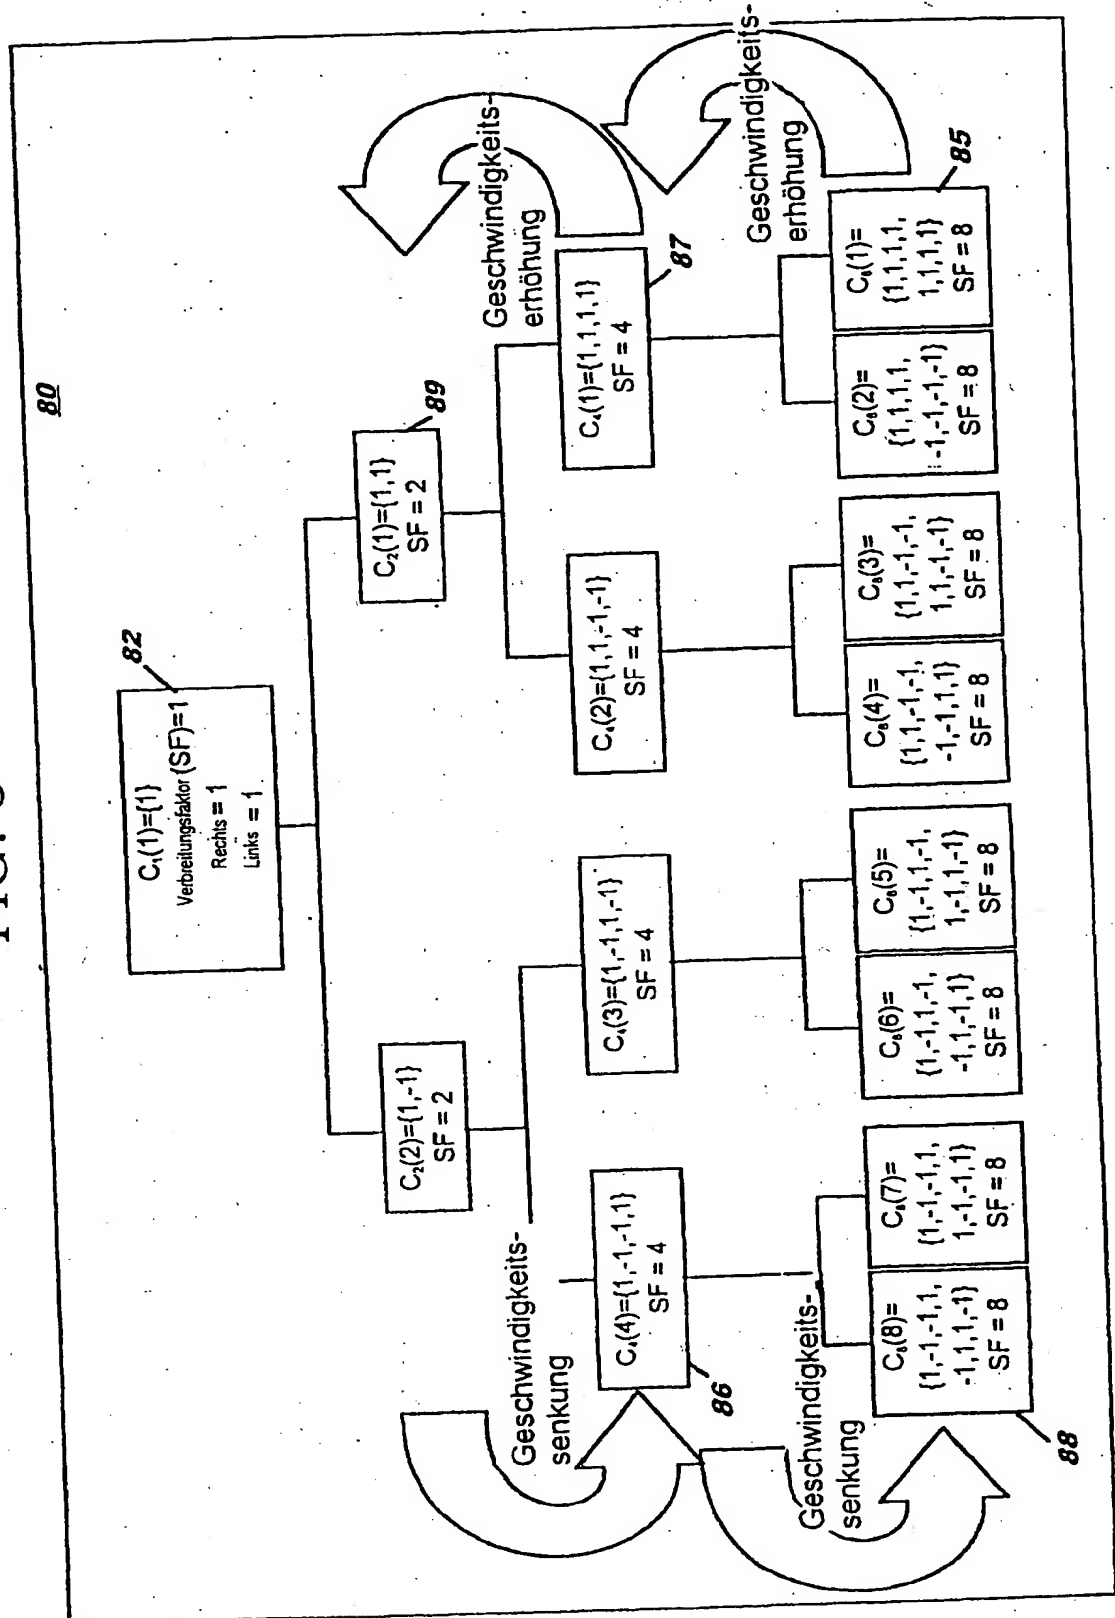 80
82
C₁(1)={1}
Verbreitungsfaktor (SF)=1
Rechts = 1
Links = 1
C₂(2)={1,-1}
SF = 2
C₂(1)={1,1}
SF = 2
89
Geschwindigkeits-
senkung
Geschwindigkeits-
erhöhung
C₄(4)={1,-1,-1,1}
SF = 4
86
C₄(3)={1,-1,1,-1}
SF = 4
C₄(2)={1,1,-1,-1}
SF = 4
C₄(1)={1,1,1,1}
SF = 4
87
Geschwindigkeits-
senkung
Geschwindigkeits-
erhöhung
C₈(8)=
{1,-1,-1,1,
-1,1,1,-1}
SF = 8
88
C₈(7)=
{1,-1,-1,1,
1,-1,-1,1}
SF = 8
C₈(6)=
{1,-1,1,-1,
-1,1,-1,1}
SF = 8
C₈(5)=
{1,-1,1,-1,
1,-1,1,-1}
SF = 8
C₈(4)=
{1,1,-1,-1,
-1,-1,1,1}
SF = 8
C₈(3)=
{1,1,-1,-1,
1,1,-1,-1}
SF = 8
C₈(2)=
{1,1,1,1,
-1,-1,-1,-1}
SF = 8
C₈(1)=
{1,1,1,1,
1,1,1,1}
SF = 8
85